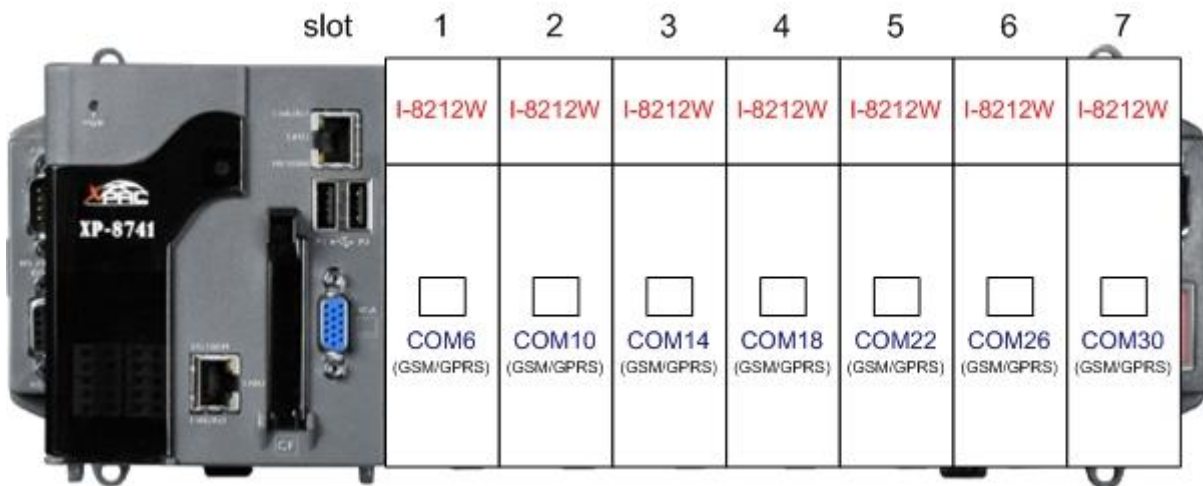 slot 1 2 3 4 5 6 7
I-8212W I-8212W I-8212W I-8212W I-8212W I-8212W I-8212W
XPAC
XP-8741
COM6 COM10 COM14 COM18 COM22 COM26 COM30
(GSM/GPRS) (GSM/GPRS) (GSM/GPRS) (GSM/GPRS) (GSM/GPRS) (GSM/GPRS) (GSM/GPRS)
CF